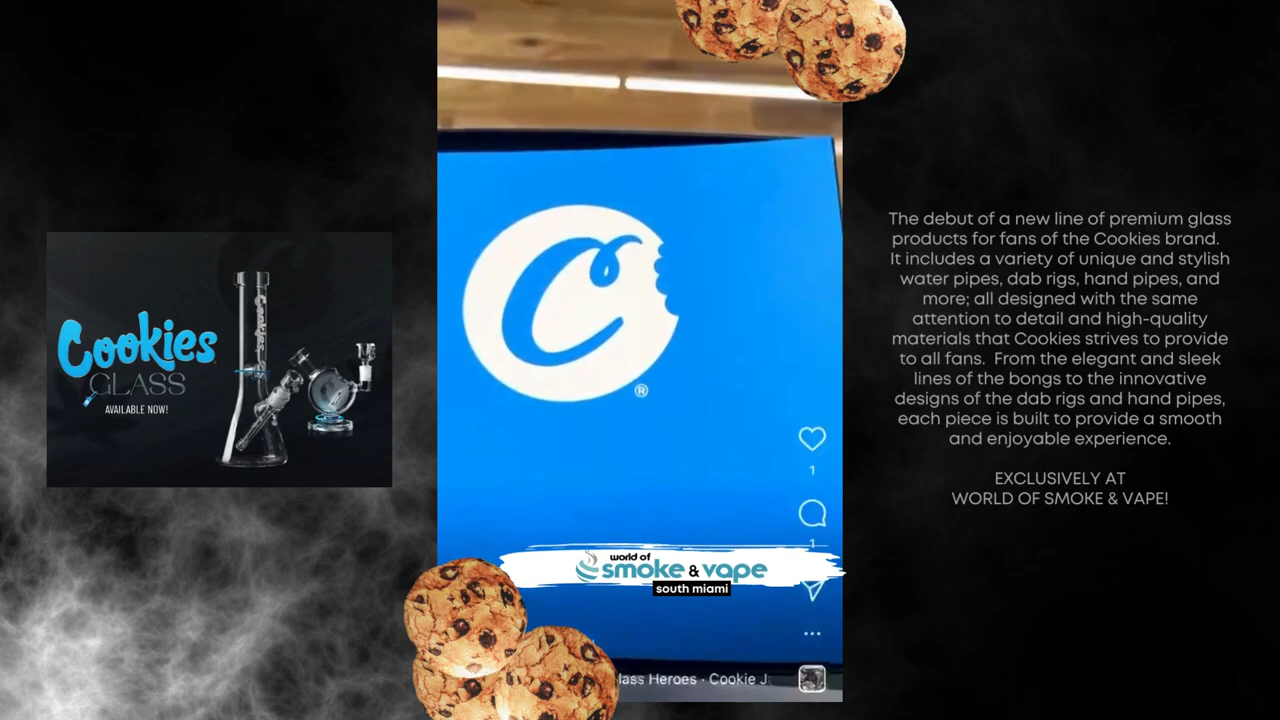 Cookies
GLASS
AVAILABLE NOW!
Cookies
C
®
1
1
world of
smoke & vape
south miami
lass Heroes · Cookie J
The debut of a new line of premium glass
products for fans of the Cookies brand.
It includes a variety of unique and stylish
water pipes, dab rigs, hand pipes, and
more; all designed with the same
attention to detail and high-quality
materials that Cookies strives to provide
to all fans. From the elegant and sleek
lines of the bongs to the innovative
designs of the dab rigs and hand pipes,
each piece is built to provide a smooth
and enjoyable experience.
EXCLUSIVELY AT
WORLD OF SMOKE & VAPE!